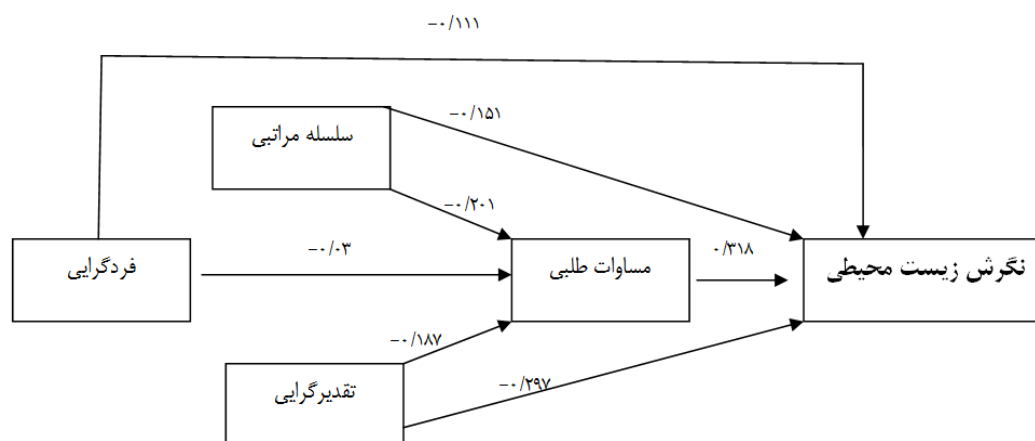 −۰/۱۱۱
−۰/۱۵۱
سلسله مراتبی
−۰/۲۰۱
−۰/۰۳
۰/۳۱۸
فردگرایی
مساوات طلبی
نگرش زیست محیطی
−۰/۱۸۷
−۰/۲۹۷
تقدیرگرایی